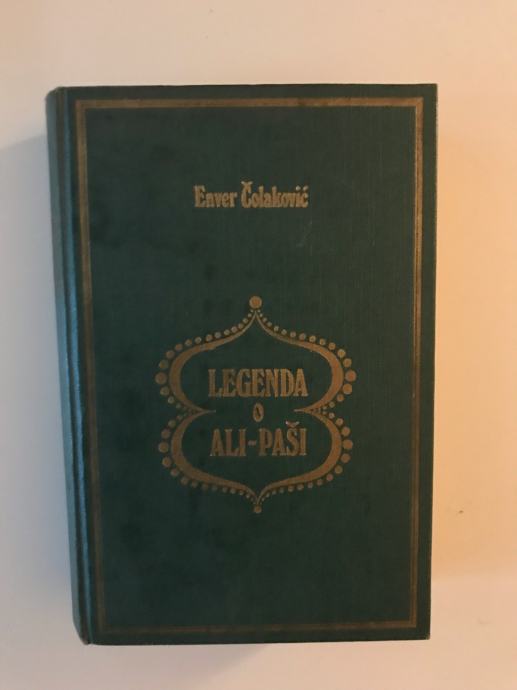 Enver Čolaković
LEGENDA
O
ALI-PAŠI